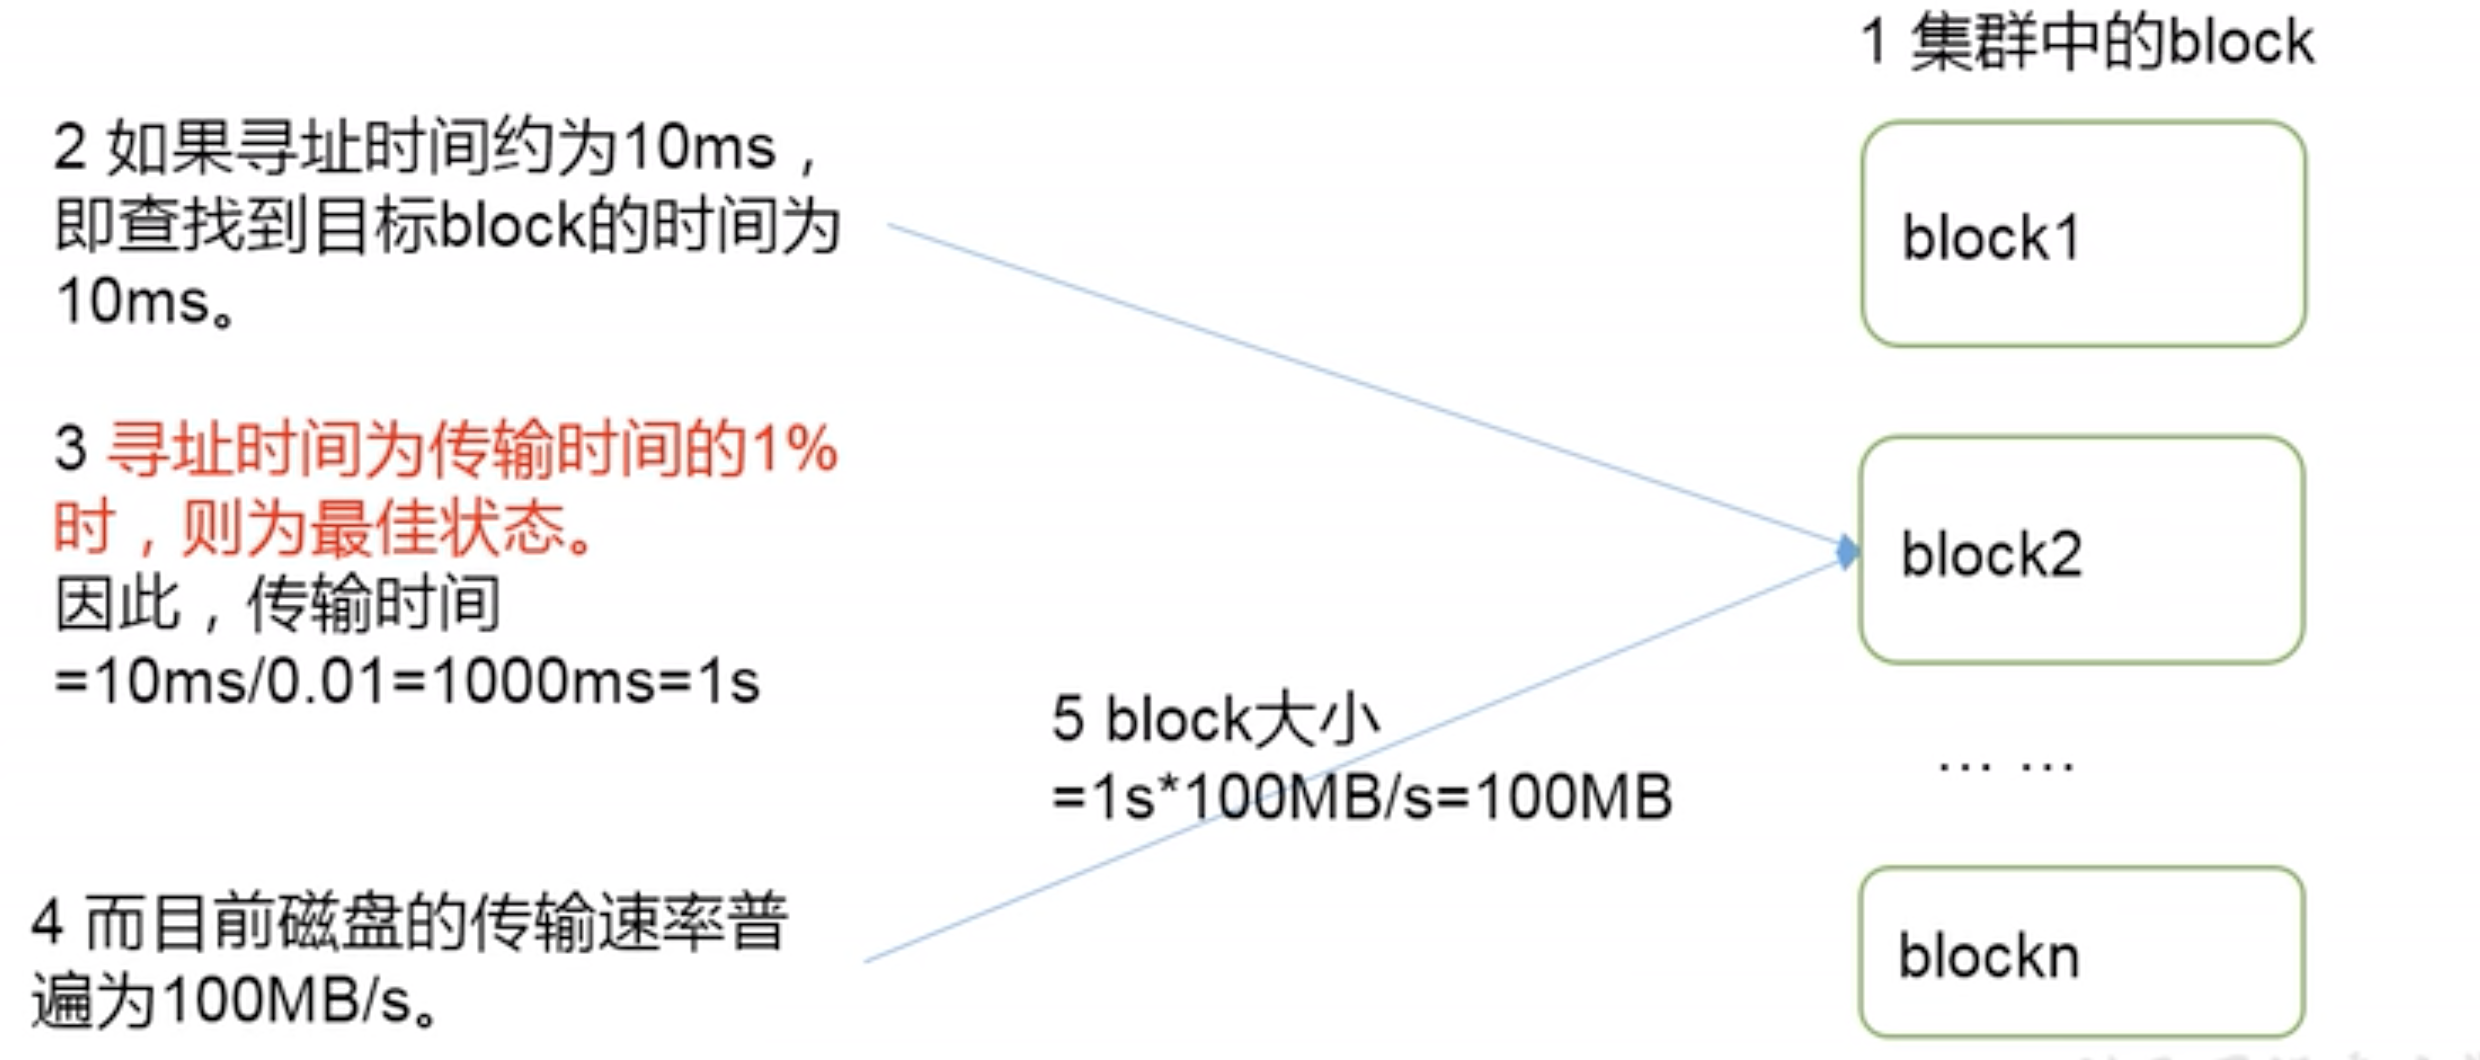 1 集群中的block
2 如果寻址时间约为10ms，
即查找到目标block的时间为
10ms。
3 寻址时间为传输时间的1%
时，则为最佳状态。
因此，传输时间
=10ms/0.01=1000ms=1s
4 而目前磁盘的传输速率普
遍为100MB/s。
5 block大小
=1s*100MB/s=100MB
block1
block2
... ...
blockn